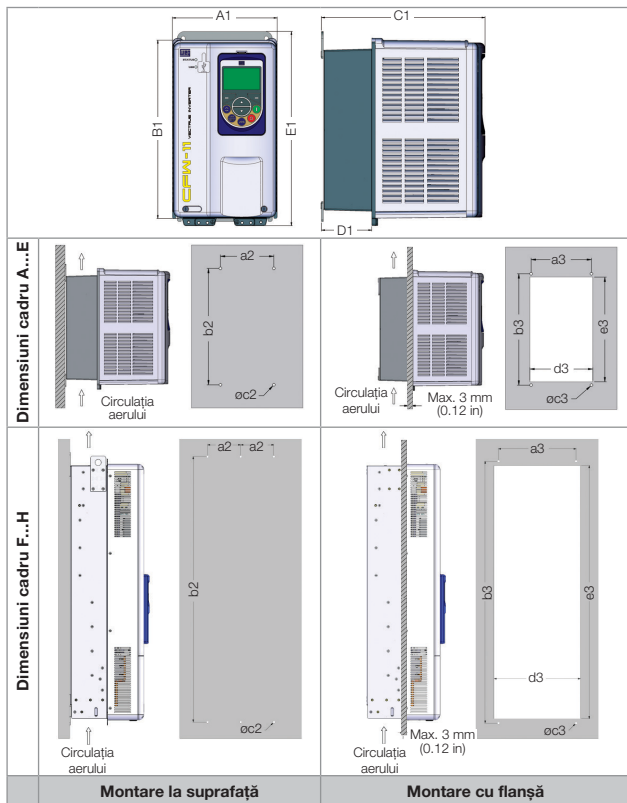 A1
C1
B1
E1
D1
CFW-11 VECTRUE INVERTER
Dimensiuni cadru A...E
a2
b2
øc2
Circulația
aerului
a3
b3
e3
d3
øc3
Circulația
aerului
Max. 3 mm
(0.12 in)
Dimensiuni cadru F...H
a2
a2
b2
øc2
Circulația
aerului
a3
b3
e3
d3
øc3
Max. 3 mm
(0.12 in)
Circulația
aerului
Montare la suprafață
Montare cu flanșă